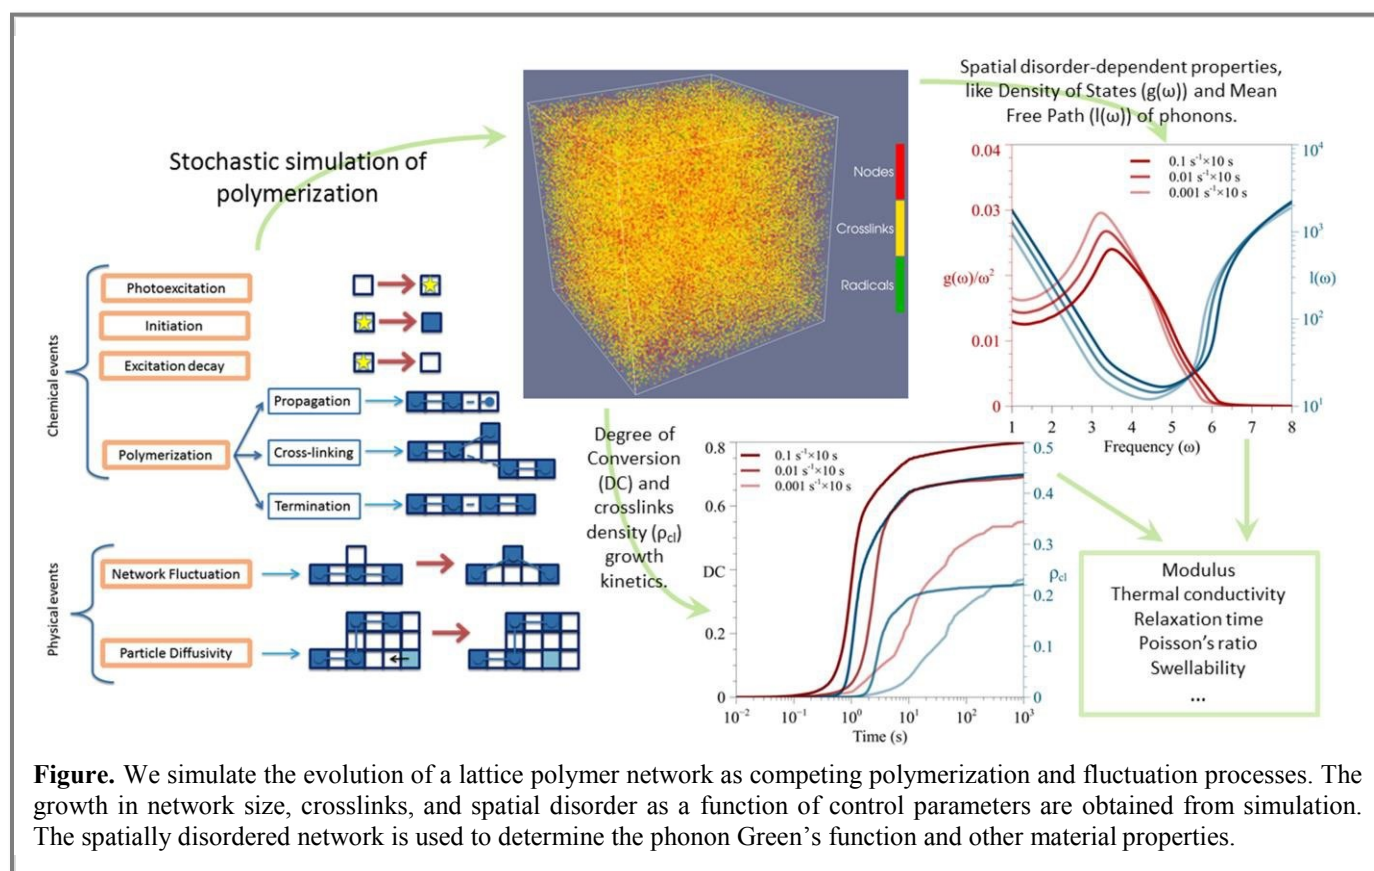 Stochastic simulation of
polymerization
Chemical events
Photoexcitation
Initiation
Excitation decay
Polymerization
Propagation
Cross-linking
Termination
Physical events
Network Fluctuation
Particle Diffusivity
Nodes
Crosslinks
Radicals
Spatial disorder-dependent properties,
like Density of States (g(ω)) and Mean
Free Path (l(ω)) of phonons.
0.04
0.03
g(ω)/ω²
0.01
0
0.1 s⁻¹×10 s
0.01 s⁻¹×10 s
0.001 s⁻¹×10 s
10⁴
10³
l(ω)
10²
10¹
1 2 3 4 5 6 7 8
Frequency (ω)
Degree of
Conversion
(DC) and
crosslinks
density (ρcl)
growth
kinetics.
0.8
0.6
DC
0.2
0
0.1 s⁻¹×10 s
0.01 s⁻¹×10 s
0.001 s⁻¹×10 s
0.5
0.4
0.3
ρcl
0.2
0.1
0
10⁻² 10⁻¹ 10⁰ 10¹ 10² 10³
Time (s)
Modulus
Thermal conductivity
Relaxation time
Poisson's ratio
Swellability
...
Figure. We simulate the evolution of a lattice polymer network as competing polymerization and fluctuation processes. The
growth in network size, crosslinks, and spatial disorder as a function of control parameters are obtained from simulation.
The spatially disordered network is used to determine the phonon Green's function and other material properties.